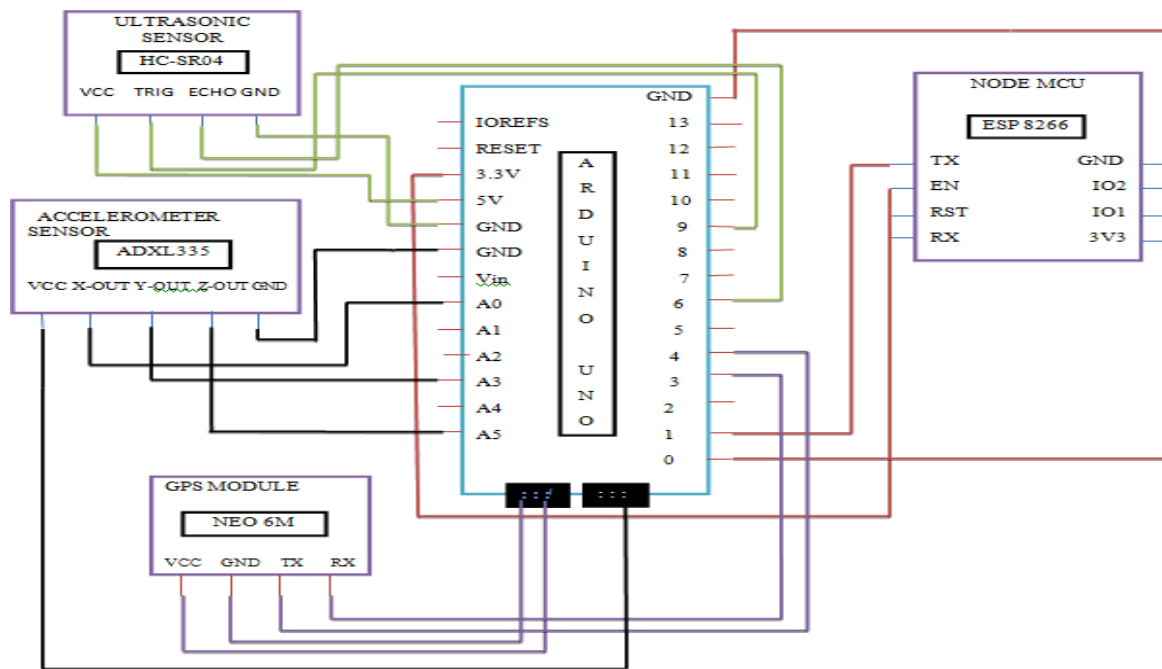 ULTRASONIC
SENSOR
HC-SR04
VCC TRIG ECHO GND
ACCELEROMETER
SENSOR
ADXL335
VCC X-OUT Y-OUT Z-OUT GND
GPS MODULE
NEO 6M
VCC GND TX RX
IOREFS
RESET
3.3V
5V
GND
GND
Vin
A0
A1
A2
A3
A4
A5
ARDUINO UNO
GND
13
12
11
10
9
8
7
6
5
4
3
2
1
0
NODE MCU
ESP 8266
TX GND
EN IO2
RST IO1
RX 3V3